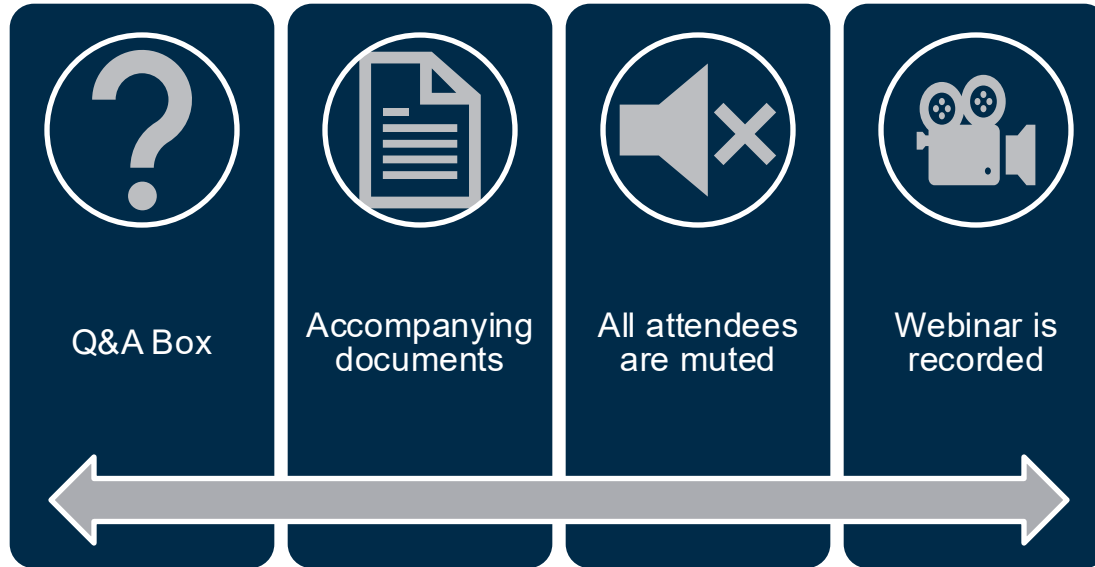 Q&A Box
Accompanying
documents
All attendees
are muted
Webinar is
recorded